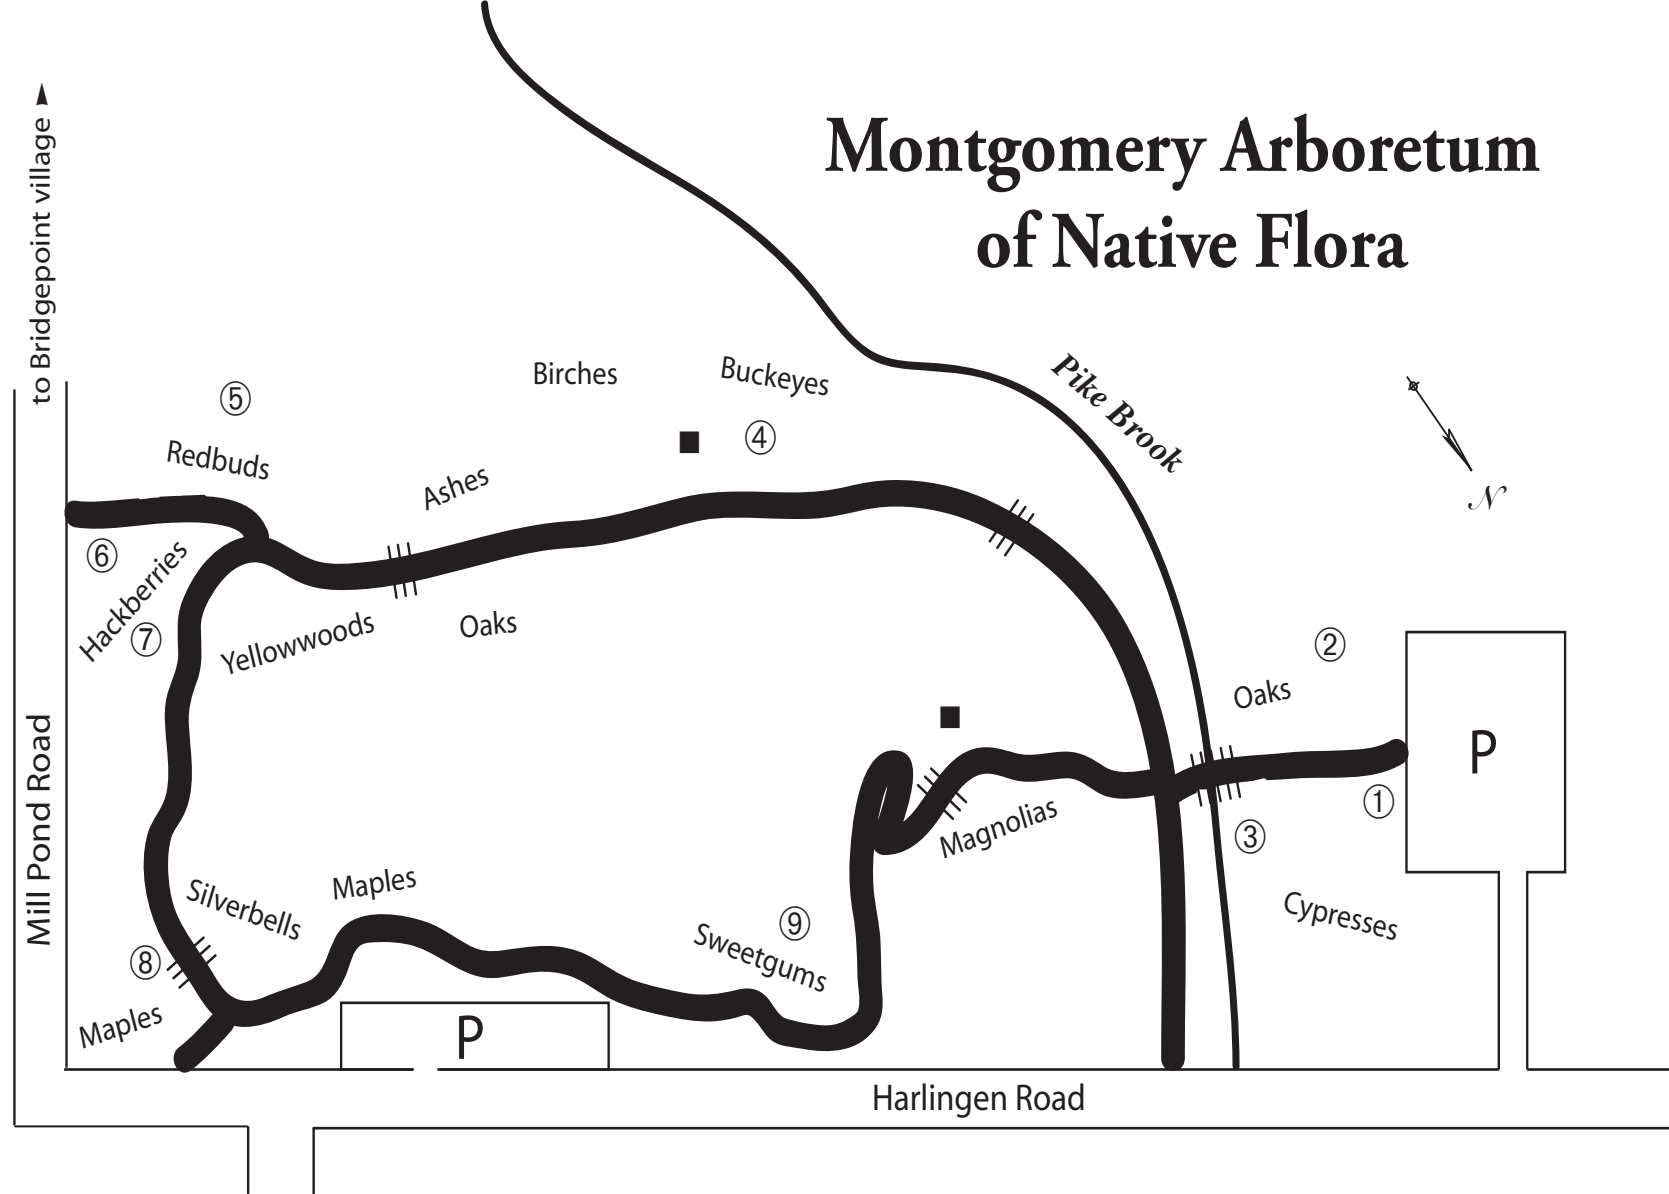 Montgomery Arboretum
of Native Flora
to Bridgepoint village
Pike Brook
N
Birches
Buckeyes
⑤
④
Redbuds
Ashes
⑥
Hackberries
⑦
Yellowwoods
Oaks
②
Oaks
P
①
Magnolias
③
Mill Pond Road
Silverbells
Maples
⑨
Sweetgums
Cypresses
⑧
Maples
P
Harlingen Road